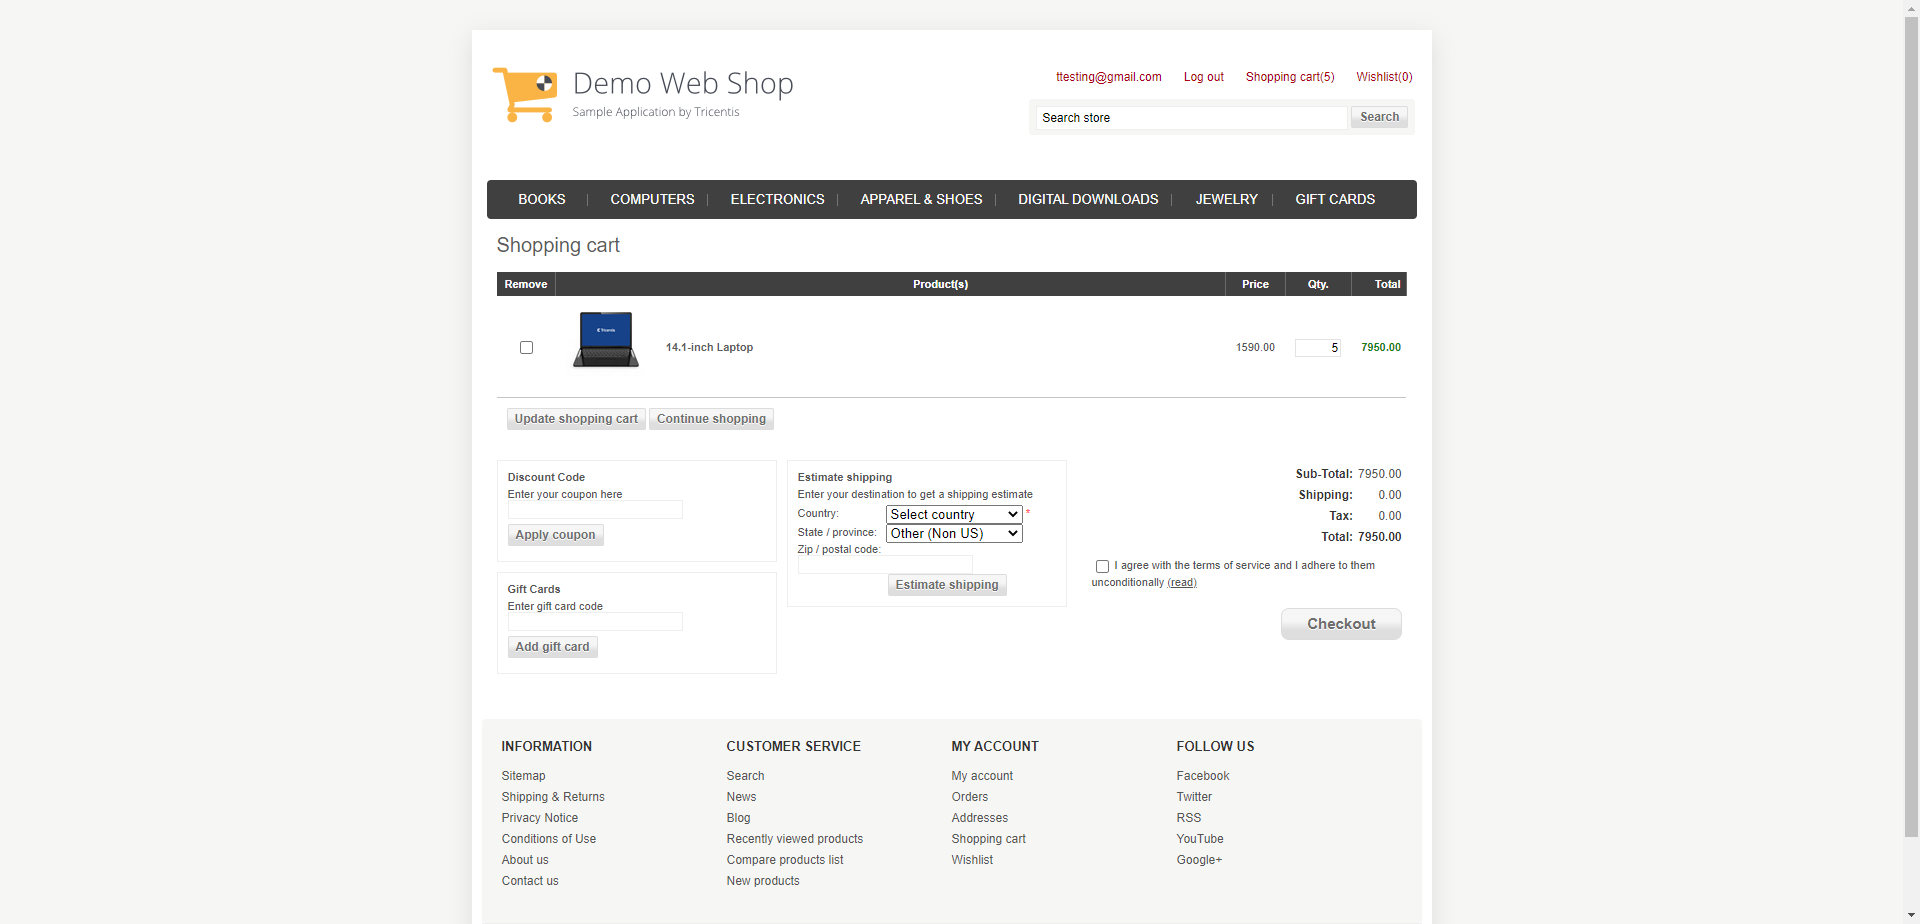 Demo Web Shop
Sample Application by Tricentis
ttesting@gmail.com Log out Shopping cart(5) Wishlist(0)
Search store Search
BOOKS COMPUTERS ELECTRONICS APPAREL & SHOES DIGITAL DOWNLOADS JEWELRY GIFT CARDS
Shopping cart
Remove Product(s) Price Qty. Total
Tricentis
14.1-inch Laptop 1590.00 5 7950.00
Update shopping cart Continue shopping
Discount Code
Enter your coupon here
Apply coupon
Gift Cards
Enter gift card code
Add gift card
Estimate shipping
Enter your destination to get a shipping estimate
Country: Select country *
State / province: Other (Non US)
Zip / postal code:
Estimate shipping
Sub-Total: 7950.00
Shipping: 0.00
Tax: 0.00
Total: 7950.00
I agree with the terms of service and I adhere to them
unconditionally (read)
Checkout
INFORMATION
Sitemap
Shipping & Returns
Privacy Notice
Conditions of Use
About us
Contact us
CUSTOMER SERVICE
Search
News
Blog
Recently viewed products
Compare products list
New products
MY ACCOUNT
My account
Orders
Addresses
Shopping cart
Wishlist
FOLLOW US
Facebook
Twitter
RSS
YouTube
Google+